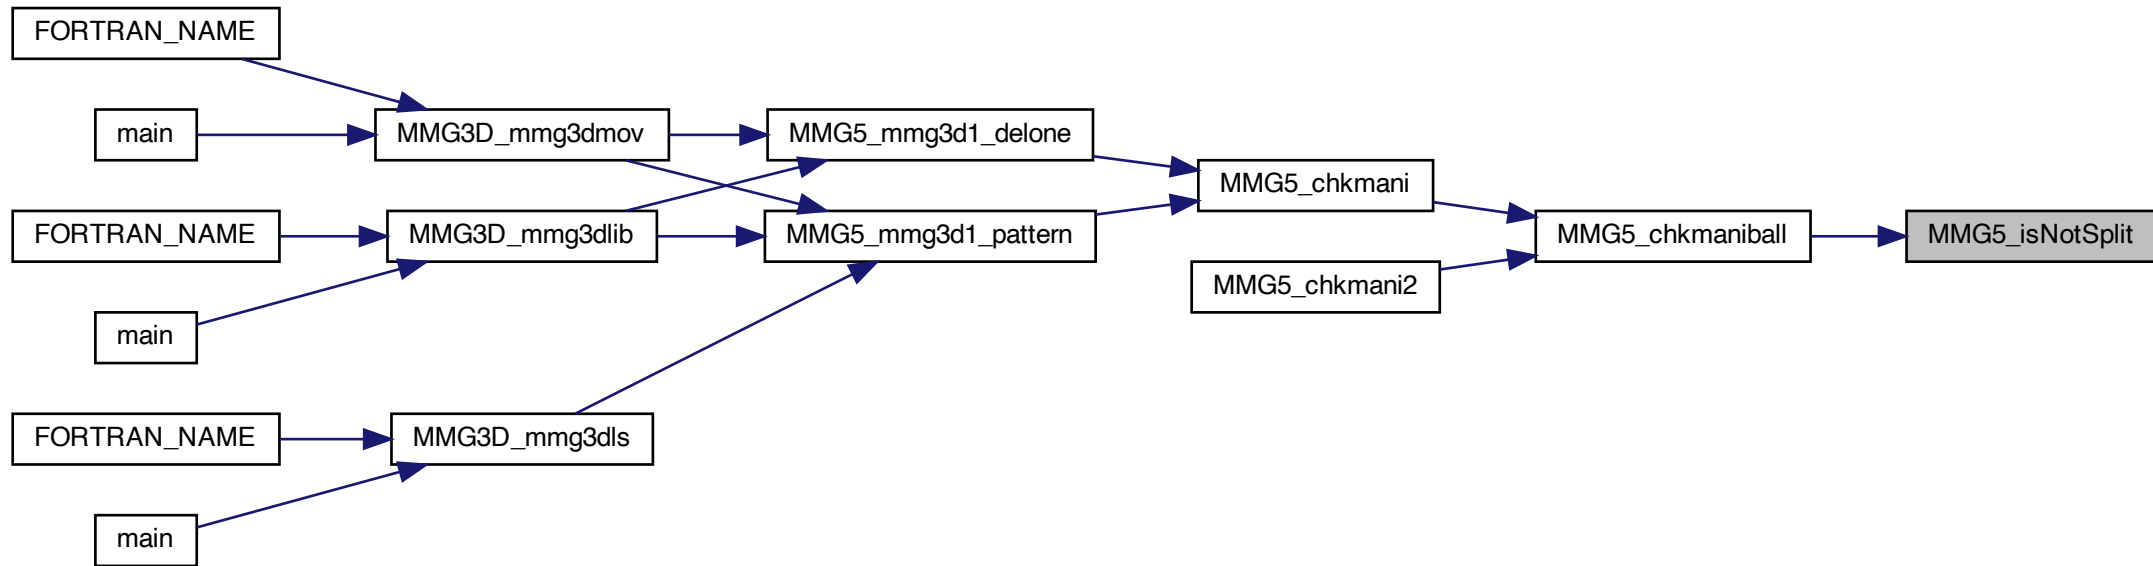 FORTRAN_NAME
main
MMG3D_mmg3dmov
MMG5_mmg3d1_delone
MMG5_chkmani
FORTRAN_NAME
MMG3D_mmg3dlib
MMG5_mmg3d1_pattern
MMG5_chkmaniball
MMG5_isNotSplit
MMG5_chkmani2
main
FORTRAN_NAME
MMG3D_mmg3dls
main